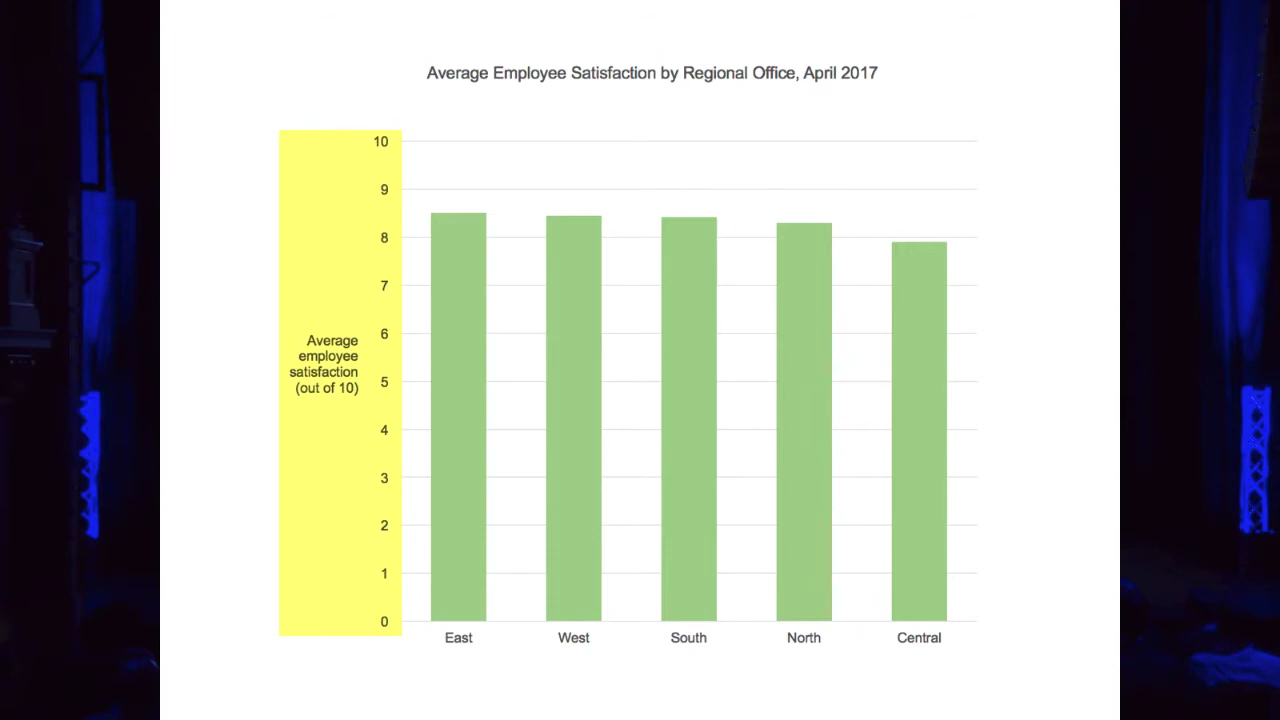 Average Employee Satisfaction by Regional Office, April 2017
10
9
8
7
6
5
4
3
2
1
0
Average
employee
satisfaction
(out of 10)
East West South North Central